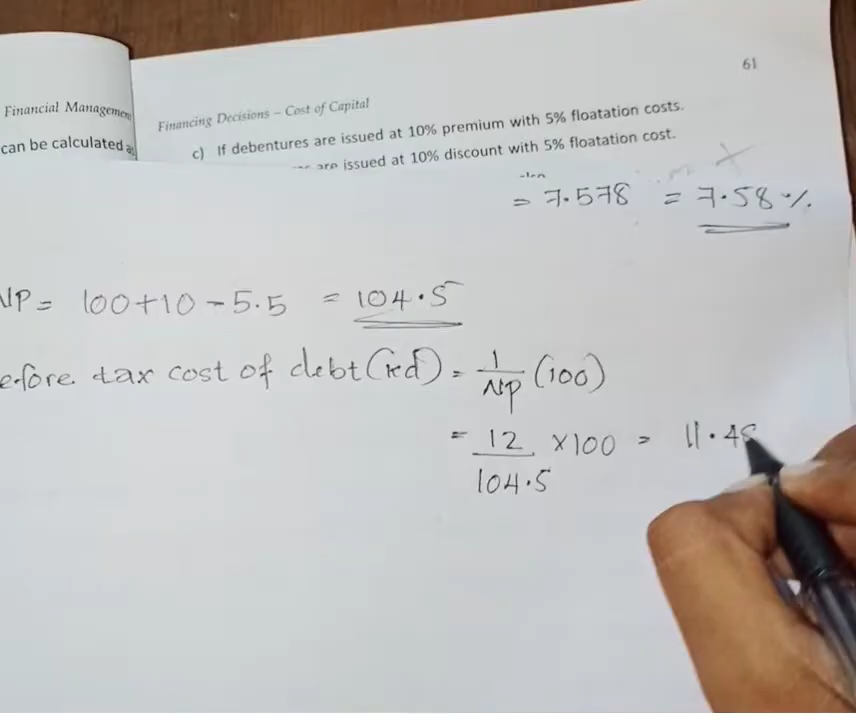 61
Financial Managemen
Financing Decisions – Cost of Capital
can be calculated as
c) If debentures are issued at 10% premium with 5% floatation costs.
are issued at 10% discount with 5% floatation cost.
= 7.578 = 7.58%
NP = 100+10-5.5 = 104.5
efore tax cost of debt (kd) = I/NP (100)
= 12/104.5 × 100 = 11.48